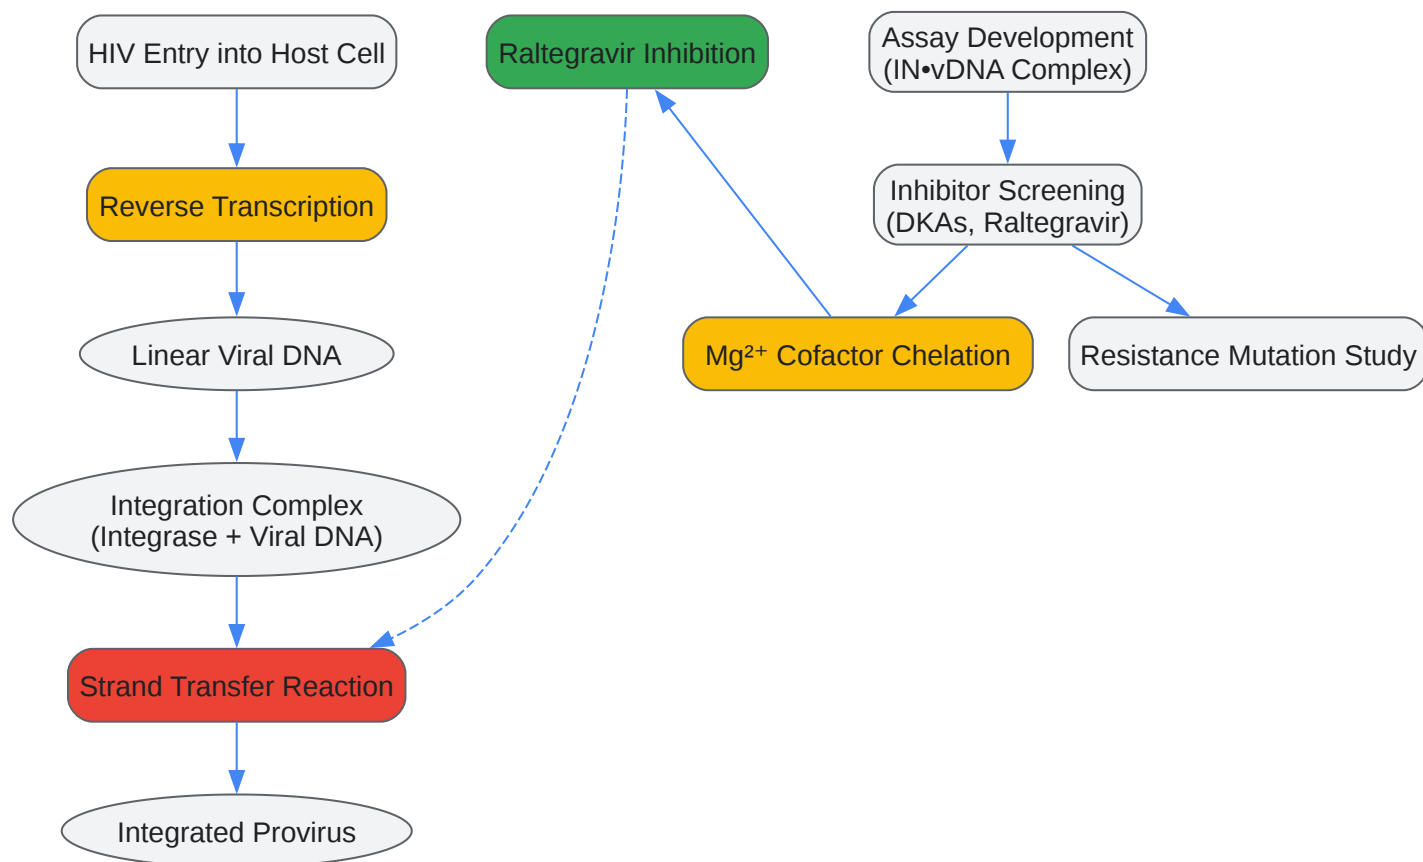 HIV Entry into Host Cell
Raltegravir Inhibition
Assay Development
(IN•vDNA Complex)
Reverse Transcription
Inhibitor Screening
(DKAs, Raltegravir)
Linear Viral DNA
Mg²⁺ Cofactor Chelation
Resistance Mutation Study
Integration Complex
(Integrase + Viral DNA)
Strand Transfer Reaction
Integrated Provirus